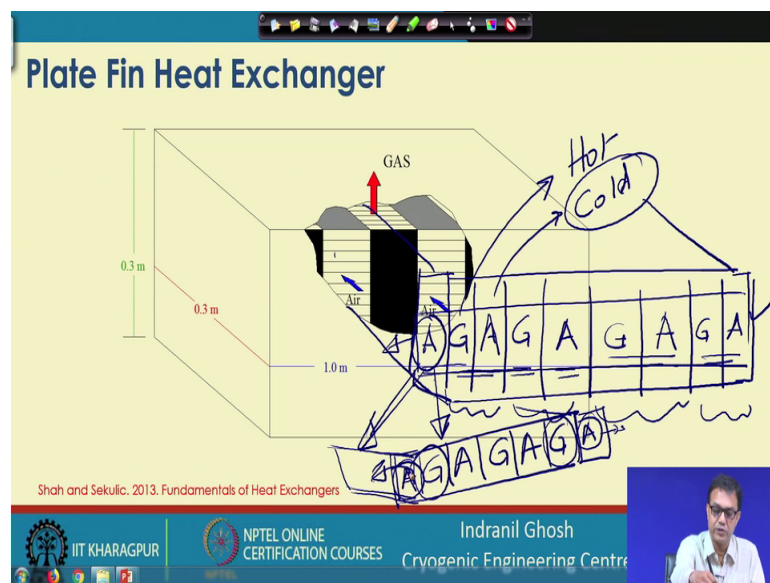 Plate Fin Heat Exchanger
GAS
Hot
Cold
0.3 m
0.3 m
Air
Air
1.0 m
A G A G A G A G A
A G A G A G A
Shah and Sekulic. 2013. Fundamentals of Heat Exchangers
IIT KHARAGPUR
NPTEL ONLINE
CERTIFICATION COURSES
Indranil Ghosh
Cryogenic Engineering Centre